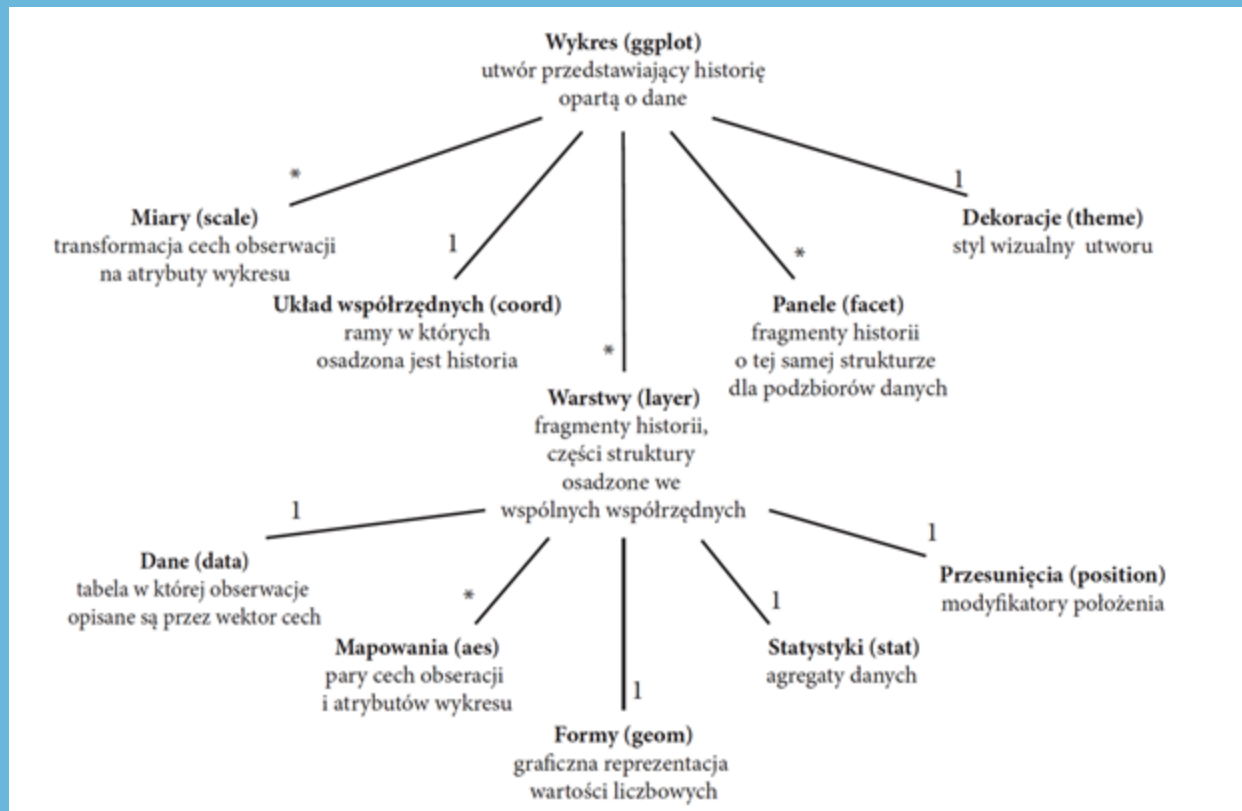 Wykres (ggplot)
utwór przedstawiający historię
opartą o dane
*
1
*
*
1
Miary (scale)
transformacja cech obserwacji
na atrybuty wykresu
Układ współrzędnych (coord)
ramy w których
osadzona jest historia
Warstwy (layer)
fragmenty historii,
części struktury
osadzone we
wspólnych współrzędnych
Panele (facet)
fragmenty historii
o tej samej strukturze
dla podzbiorów danych
Dekoracje (theme)
styl wizualny utworu
1
*
1
1
1
Dane (data)
tabela w której obserwacje
opisane są przez wektor cech
Mapowania (aes)
pary cech obseracji
i atrybutów wykresu
Formy (geom)
graficzna reprezentacja
wartości liczbowych
Statystyki (stat)
agregaty danych
Przesunięcia (position)
modyfikatory położenia